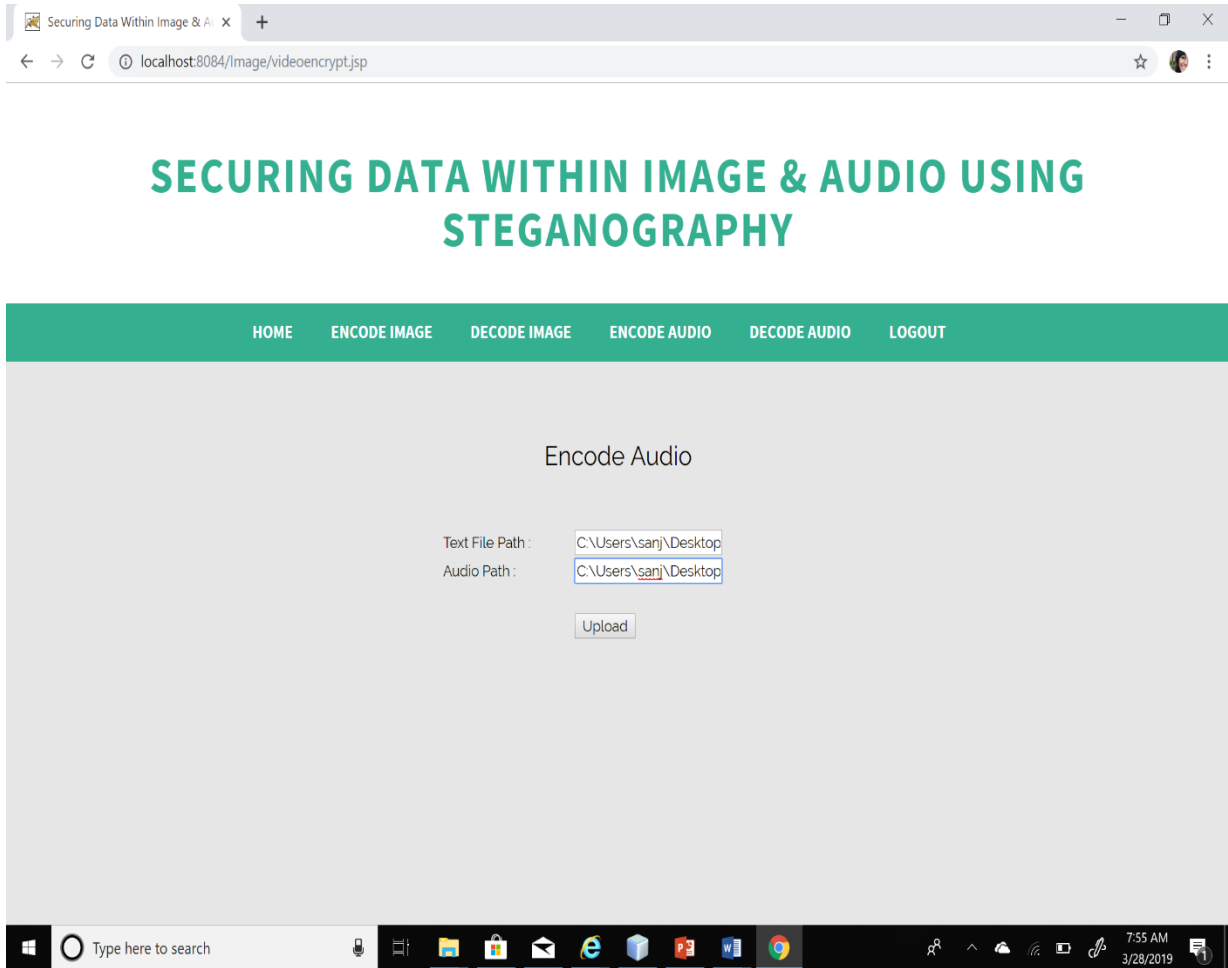 Securing Data Within Image & Au
localhost:8084/Image/videoencrypt.jsp
SECURING DATA WITHIN IMAGE & AUDIO USING
STEGANOGRAPHY
HOME ENCODE IMAGE DECODE IMAGE ENCODE AUDIO DECODE AUDIO LOGOUT
Encode Audio
Text File Path : C:\Users\sanj\Desktop
Audio Path : C:\Users\sanj\Desktop
Upload
Type here to search
7:55 AM
3/28/2019
1